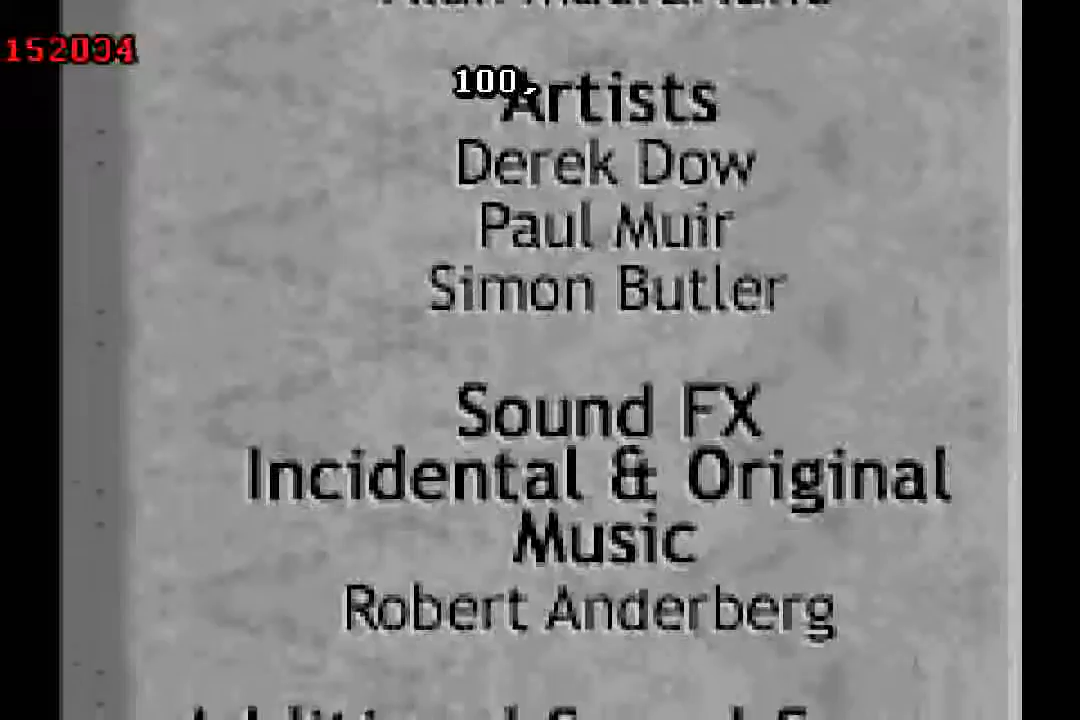 152034
100,
Artists
Derek Dow
Paul Muir
Simon Butler
Sound FX
Incidental & Original
Music
Robert Anderberg